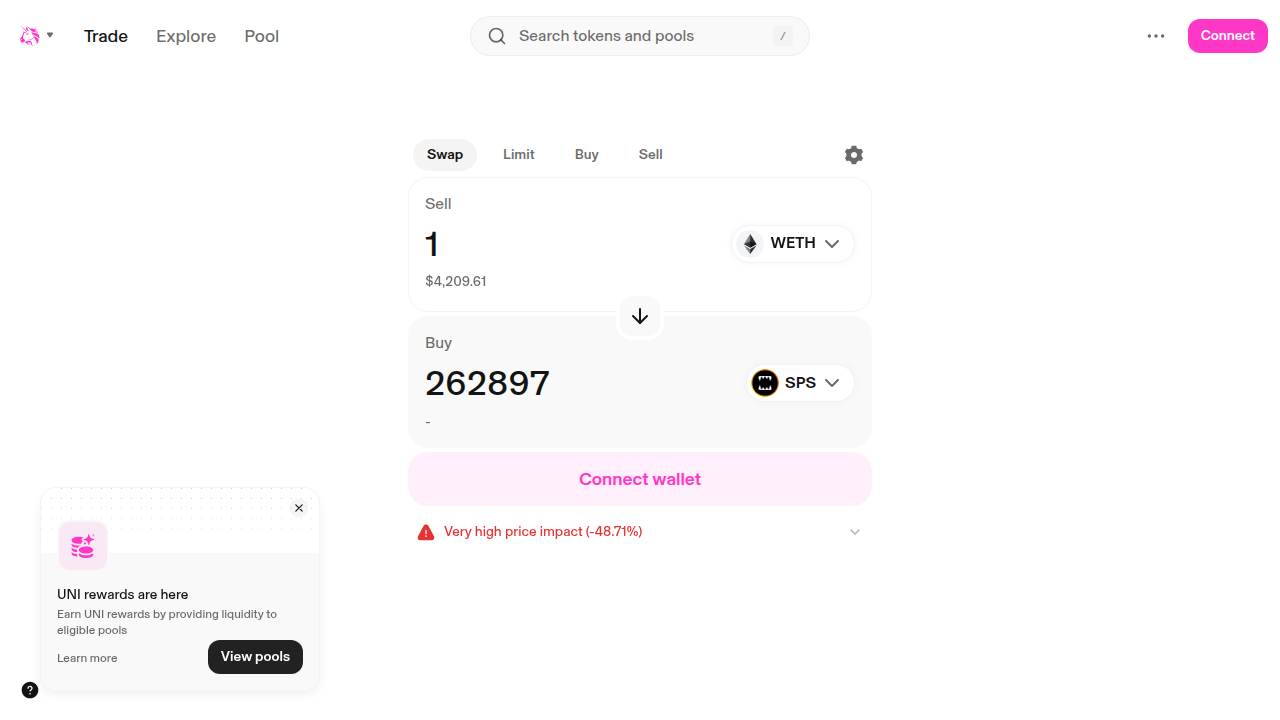 Trade
Explore
Pool
Search tokens and pools
/
Connect
Swap
Limit
Buy
Sell
Sell
1
WETH
$4,209.61
Buy
262897
SPS
-
Connect wallet
Very high price impact (-48.71%)
UNI rewards are here
Earn UNI rewards by providing liquidity to
eligible pools
Learn more
View pools
?